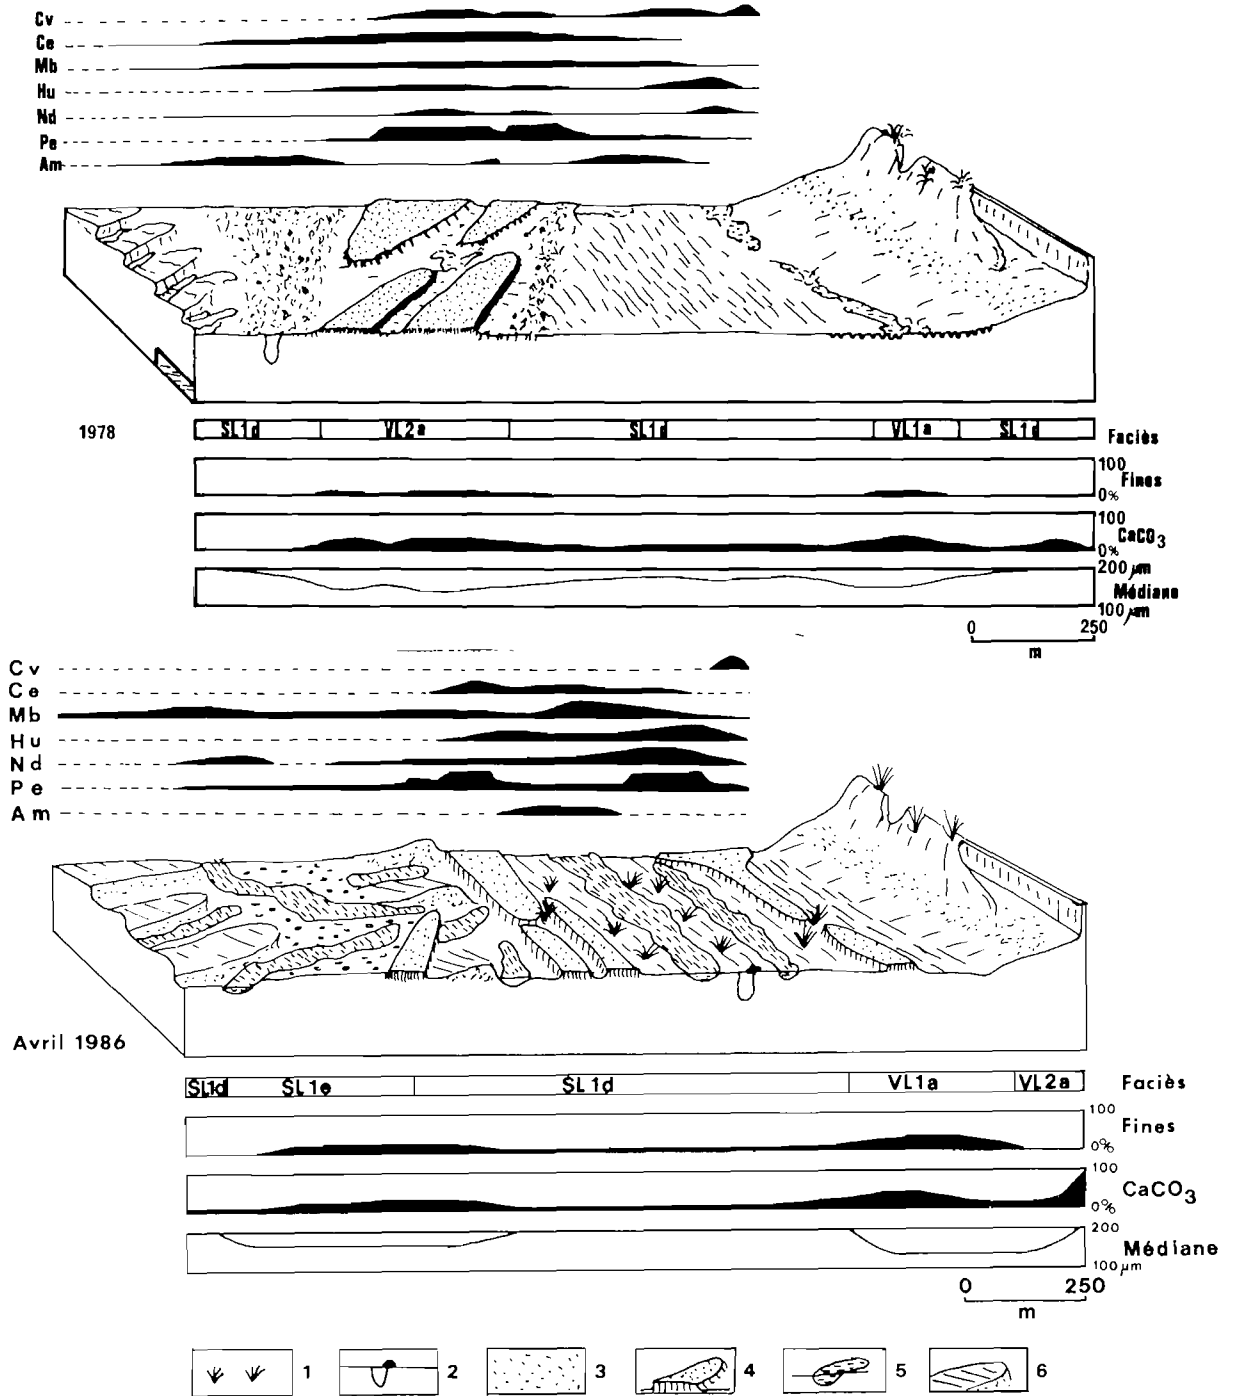 Cv
Ce
Mb
Hu
Nd
Pe
Am
1978
SL1d VL2a SL1d VL1a SL1d Faciès
100
Fines
0%
100
CaCO3
0%
200 µm
Médiane
100 µm
0 250
m
Cv
Ce
Mb
Hu
Nd
Pe
Am
Avril 1986
SL1d SL1e SL1d VL1a VL2a Faciès
100
Fines
0%
100
CaCO3
0%
200
Médiane
100 µm
0 250
m
1 2 3 4 5 6